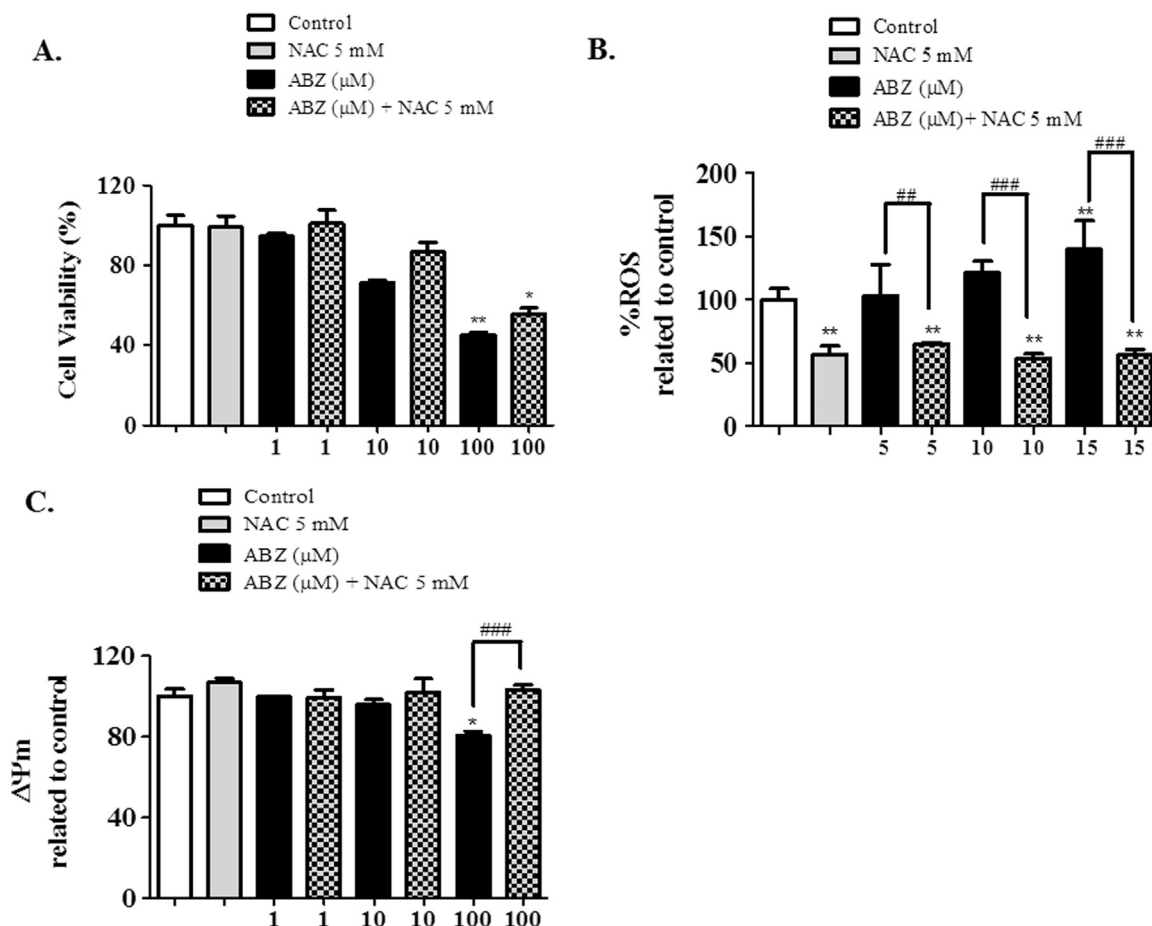 A.
Control
NAC 5 mM
ABZ (μM)
ABZ (μM) + NAC 5 mM
Cell Viability (%)
120
80
40
0
** *
1 1 10 10 100 100
B.
Control
NAC 5 mM
ABZ (μM)
ABZ (μM)+ NAC 5 mM
%ROS
related to control
200
150
100
50
0
## ### ###
** ** ** ** **
5 5 10 10 15 15
C.
Control
NAC 5 mM
ABZ (μM)
ABZ (μM) + NAC 5 mM
ΔΨm
related to control
120
80
40
0
###
*
1 1 10 10 100 100